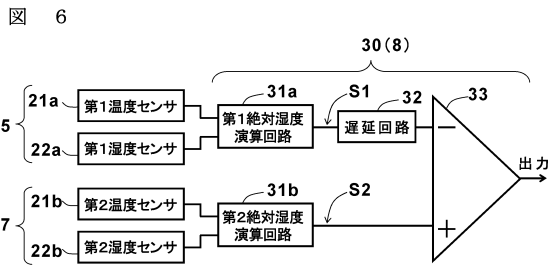 図 6
30(8)
31a
S1
32
33
21a
第1温度センサ
第1絶対湿度
演算回路
遅延回路
5
22a
第1湿度センサ
出力
21b
第2温度センサ
31b
S2
第2絶対湿度
演算回路
7
22b
第2湿度センサ
−
+